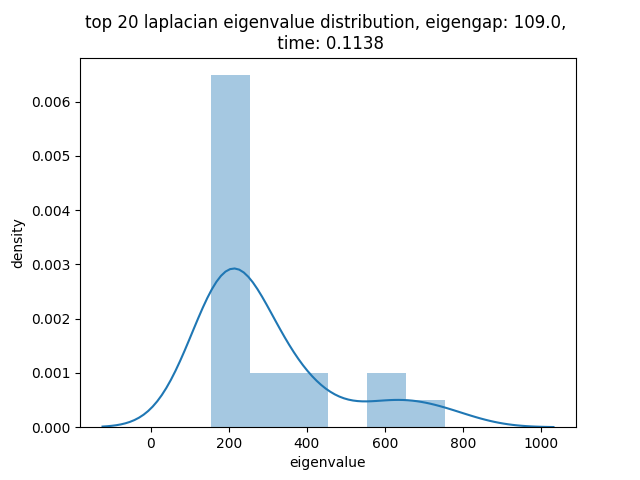 top 20 laplacian eigenvalue distribution, eigengap: 109.0,
time: 0.1138
0.006
0.005
0.004
0.003
0.002
0.001
0.000
density
0 200 400 600 800 1000
eigenvalue